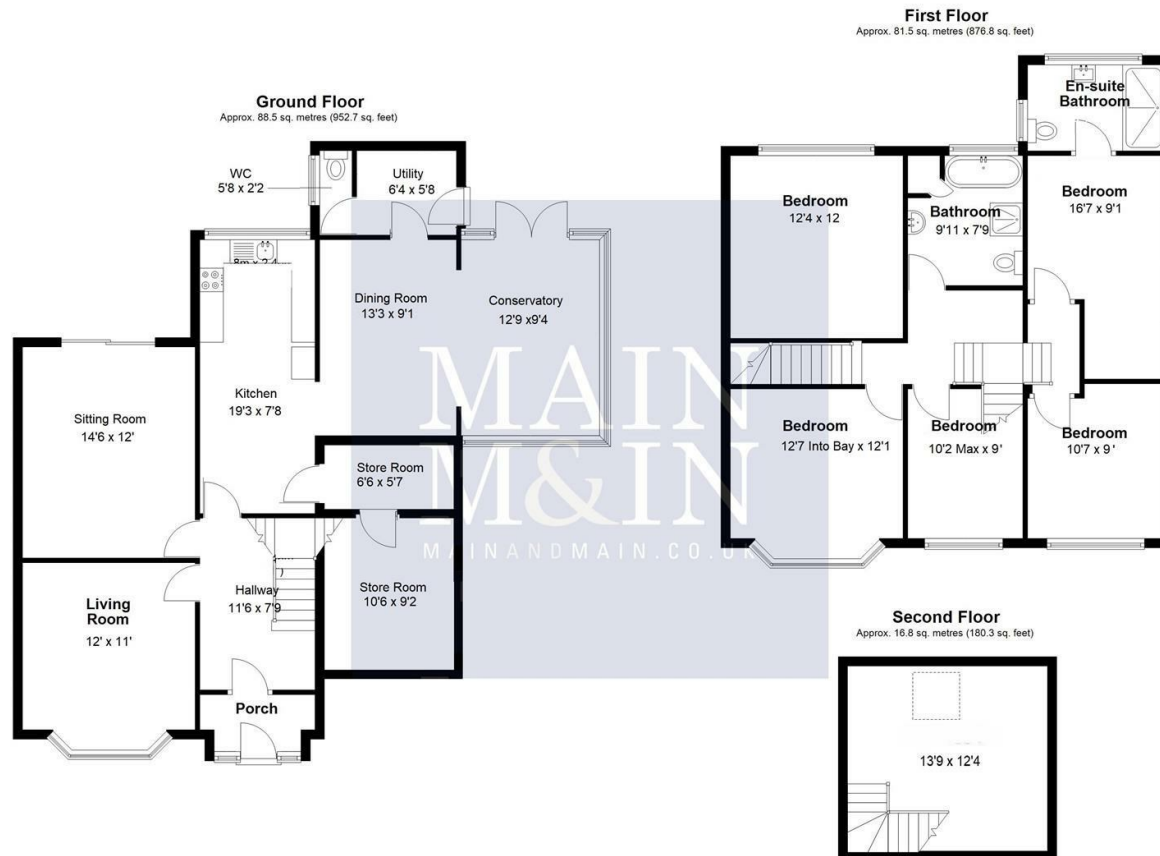 First Floor
Approx. 81.5 sq. metres (876.8 sq. feet)
En-suite
Bathroom
Ground Floor
Approx. 88.5 sq. metres (952.7 sq. feet)
WC
5'8 x 2'2
Utility
6'4 x 5'8
Bedroom
12'4 x 12
Bathroom
9'11 x 7'9
Bedroom
16'7 x 9'1
Dining Room
13'3 x 9'1
Conservatory
12'9 x9'4
Kitchen
19'3 x 7'8
Sitting Room
14'6 x 12'
MAIN
M&IN
MAINANDMAIN.CO.UK
Bedroom
12'7 Into Bay x 12'1
Bedroom
10'2 Max x 9'
Bedroom
10'7 x 9'
Store Room
6'6 x 5'7
Store Room
10'6 x 9'2
Hallway
11'6 x 7'9
Living
Room
12' x 11'
Porch
Second Floor
Approx. 16.8 sq. metres (180.3 sq. feet)
13'9 x 12'4